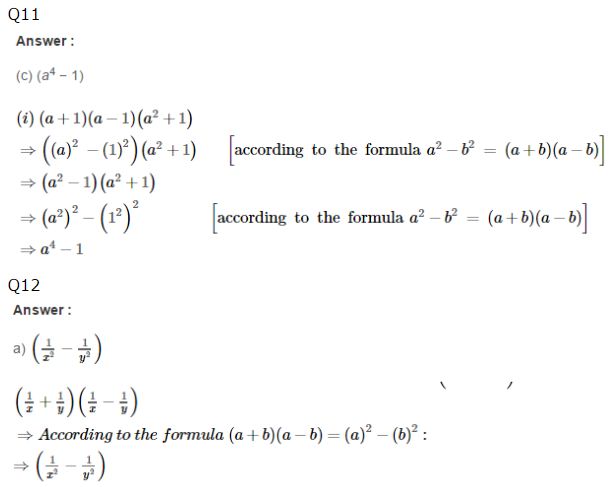 Q11
Answer :
(c) (a⁴ – 1)
(i) (a + 1)(a − 1)(a² + 1)
⇒ ((a)² − (1)²)(a² + 1) [according to the formula a² − b² = (a + b)(a − b)]
⇒ (a² − 1)(a² + 1)
⇒ (a²)² − (1²)² [according to the formula a² − b² = (a + b)(a − b)]
⇒ a⁴ − 1
Q12
Answer :
a) (1/x² − 1/y²)
(1/x + 1/y)(1/x − 1/y)
⇒ According to the formula (a + b)(a − b) = (a)² − (b)² :
⇒ (1/x² − 1/y²)